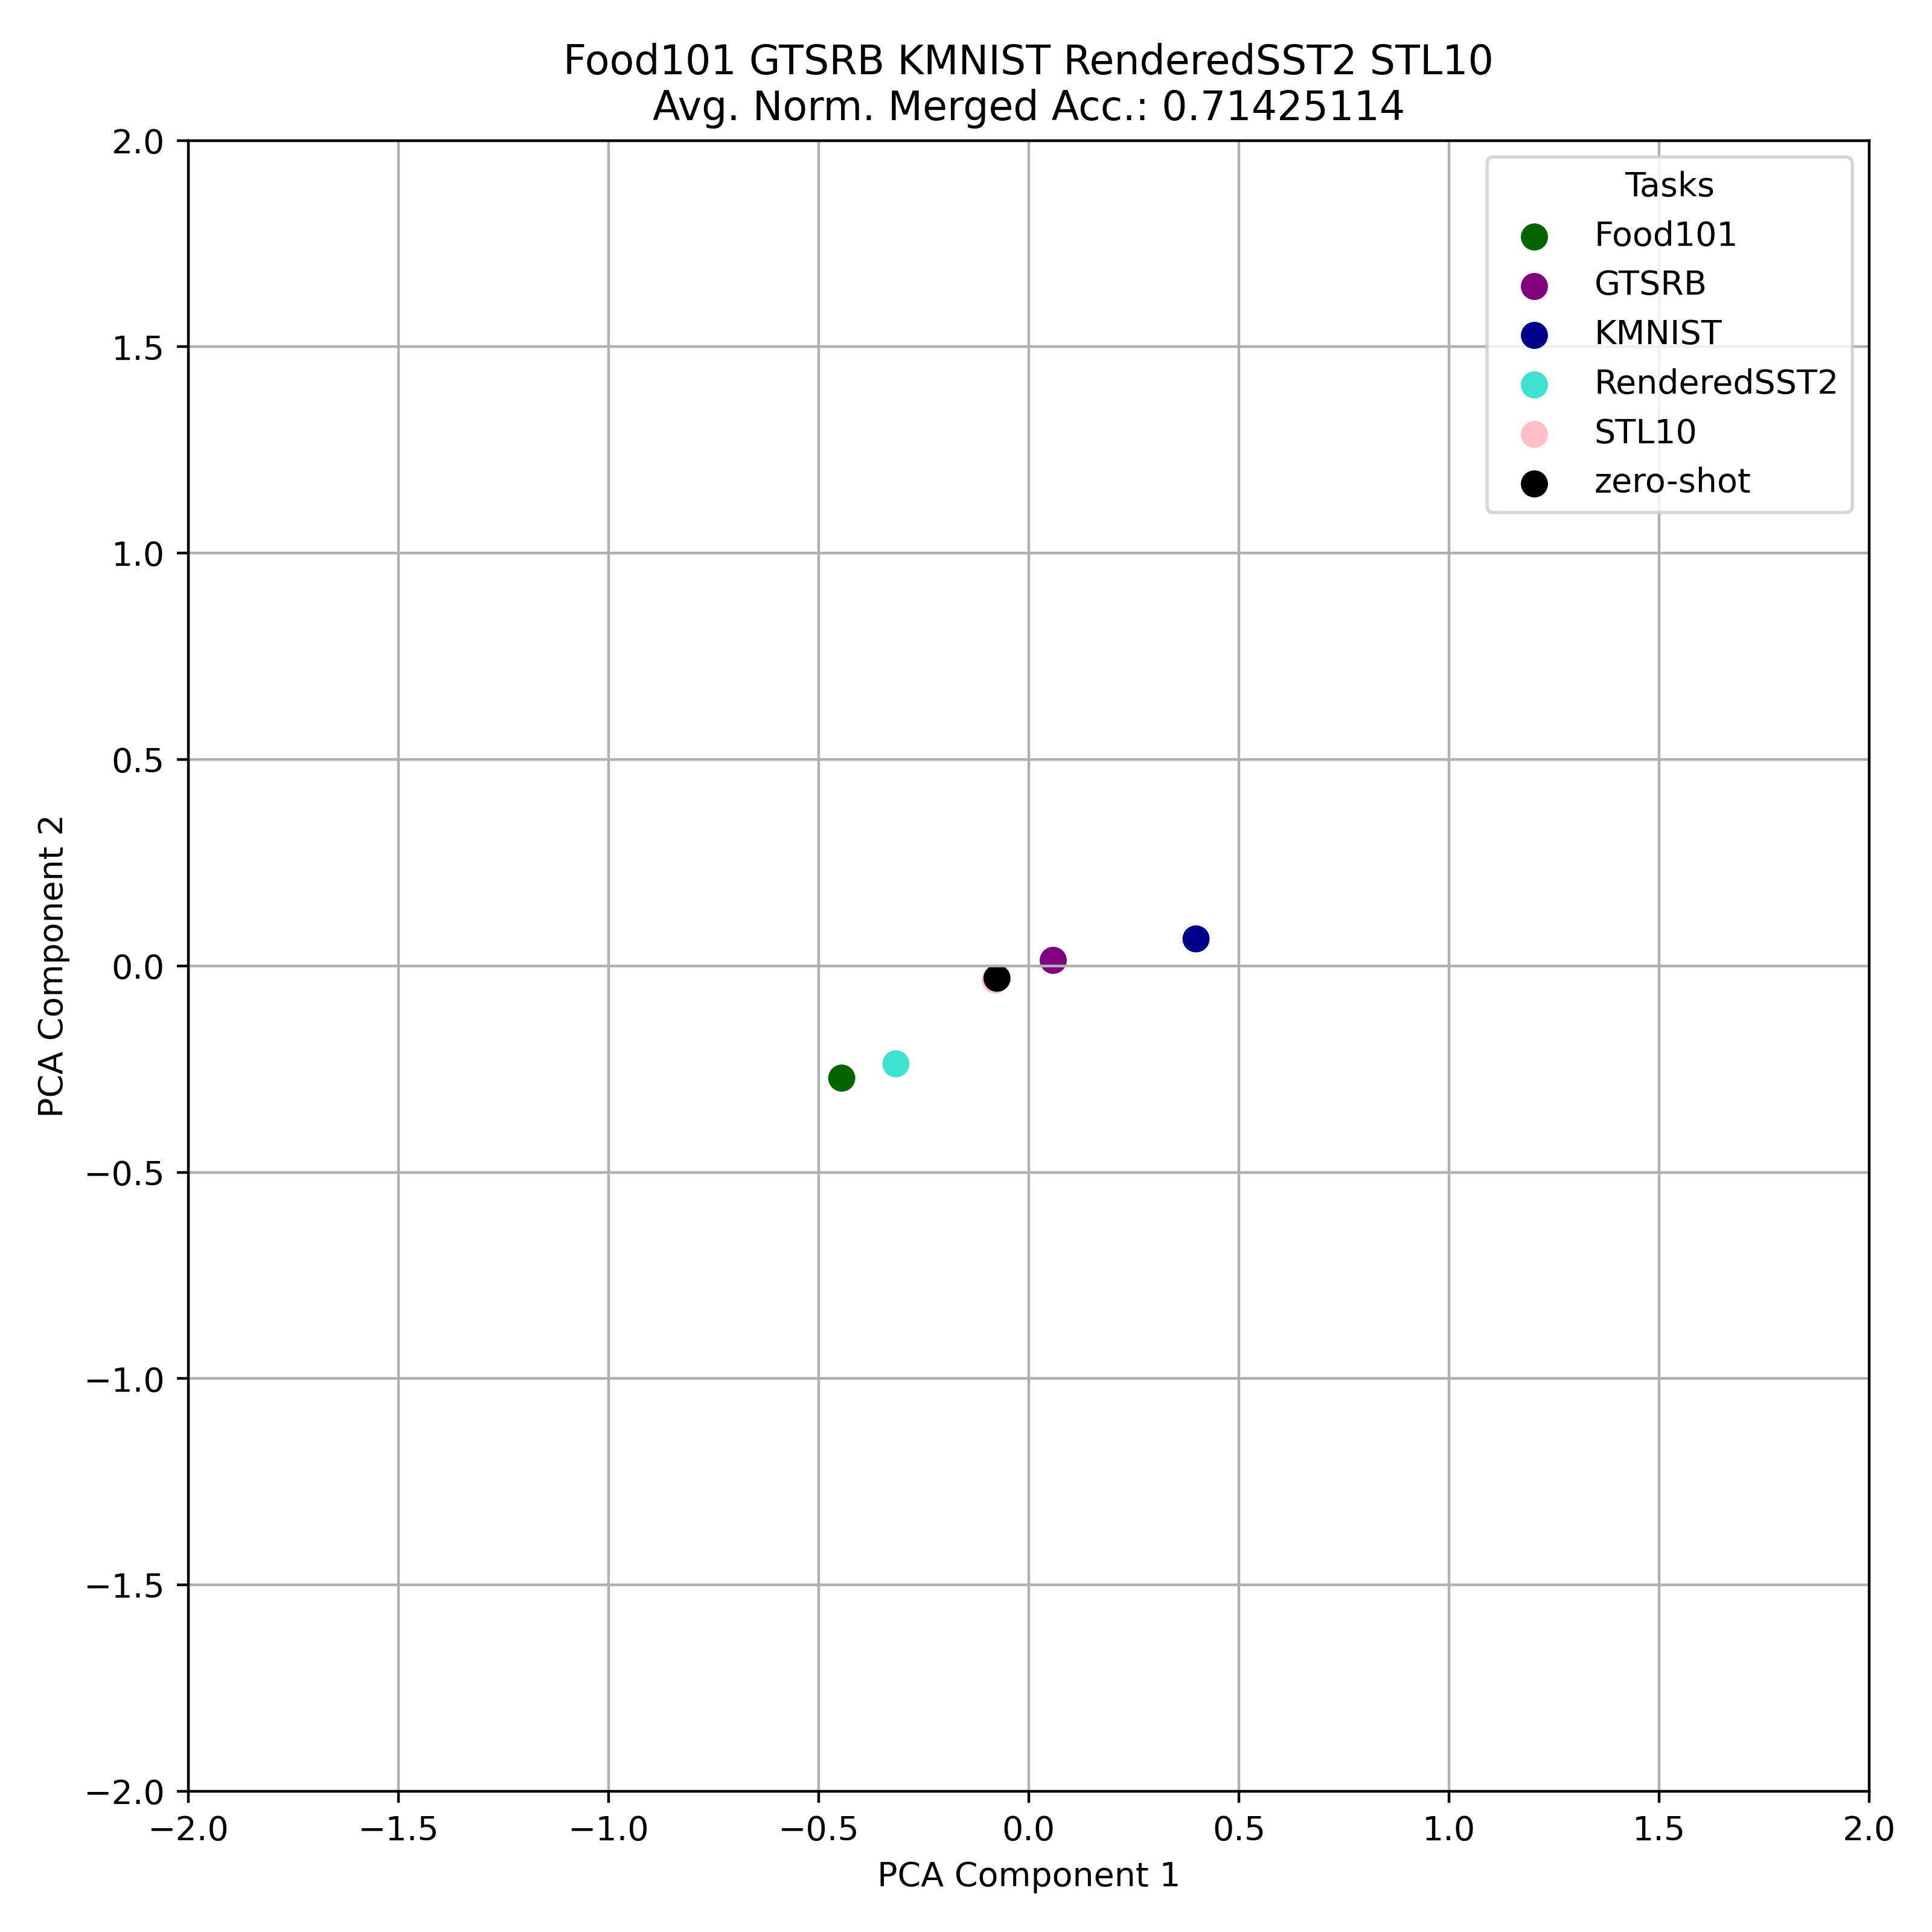 Food101 GTSRB KMNIST RenderedSST2 STL10
Avg. Norm. Merged Acc.: 0.71425114
Tasks
Food101
GTSRB
KMNIST
RenderedSST2
STL10
zero-shot
2.0
1.5
1.0
0.5
0.0
−0.5
−1.0
−1.5
−2.0
PCA Component 2
−2.0 −1.5 −1.0 −0.5 0.0 0.5 1.0 1.5 2.0
PCA Component 1